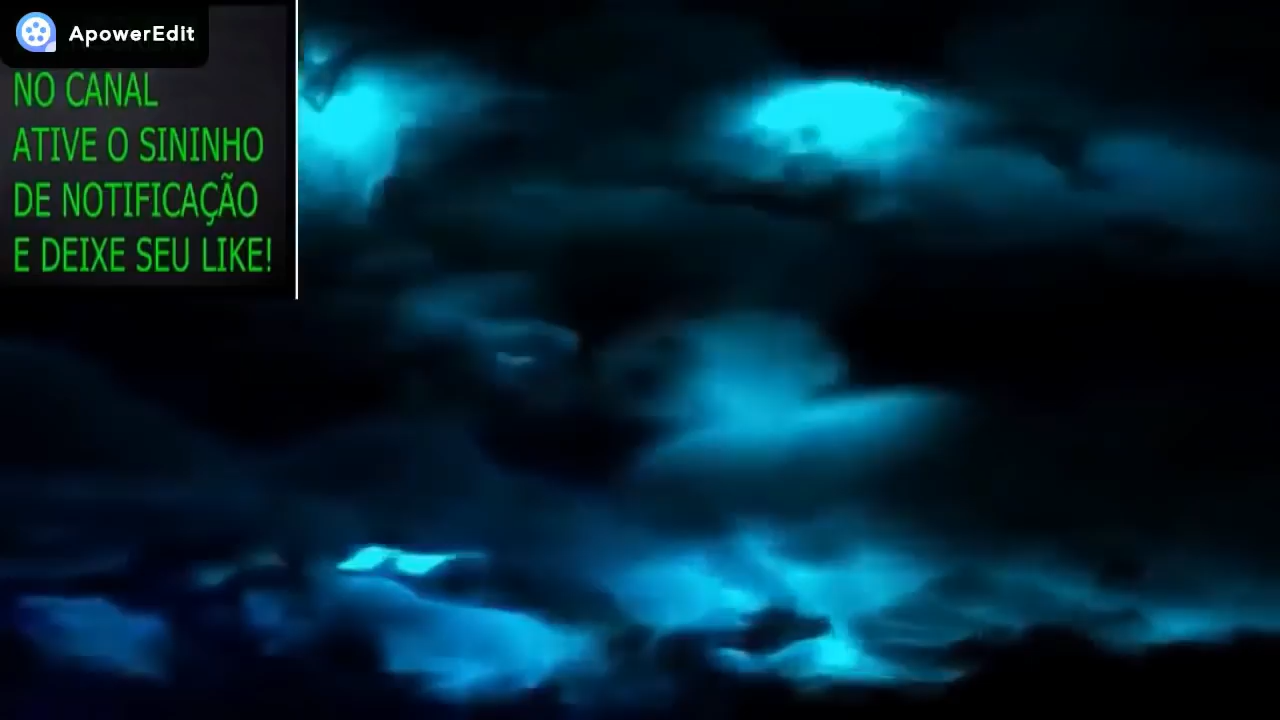 ApowerEdit
NO CANAL
ATIVE O SININHO
DE NOTIFICAÇÃO
E DEIXE SEU LIKE!